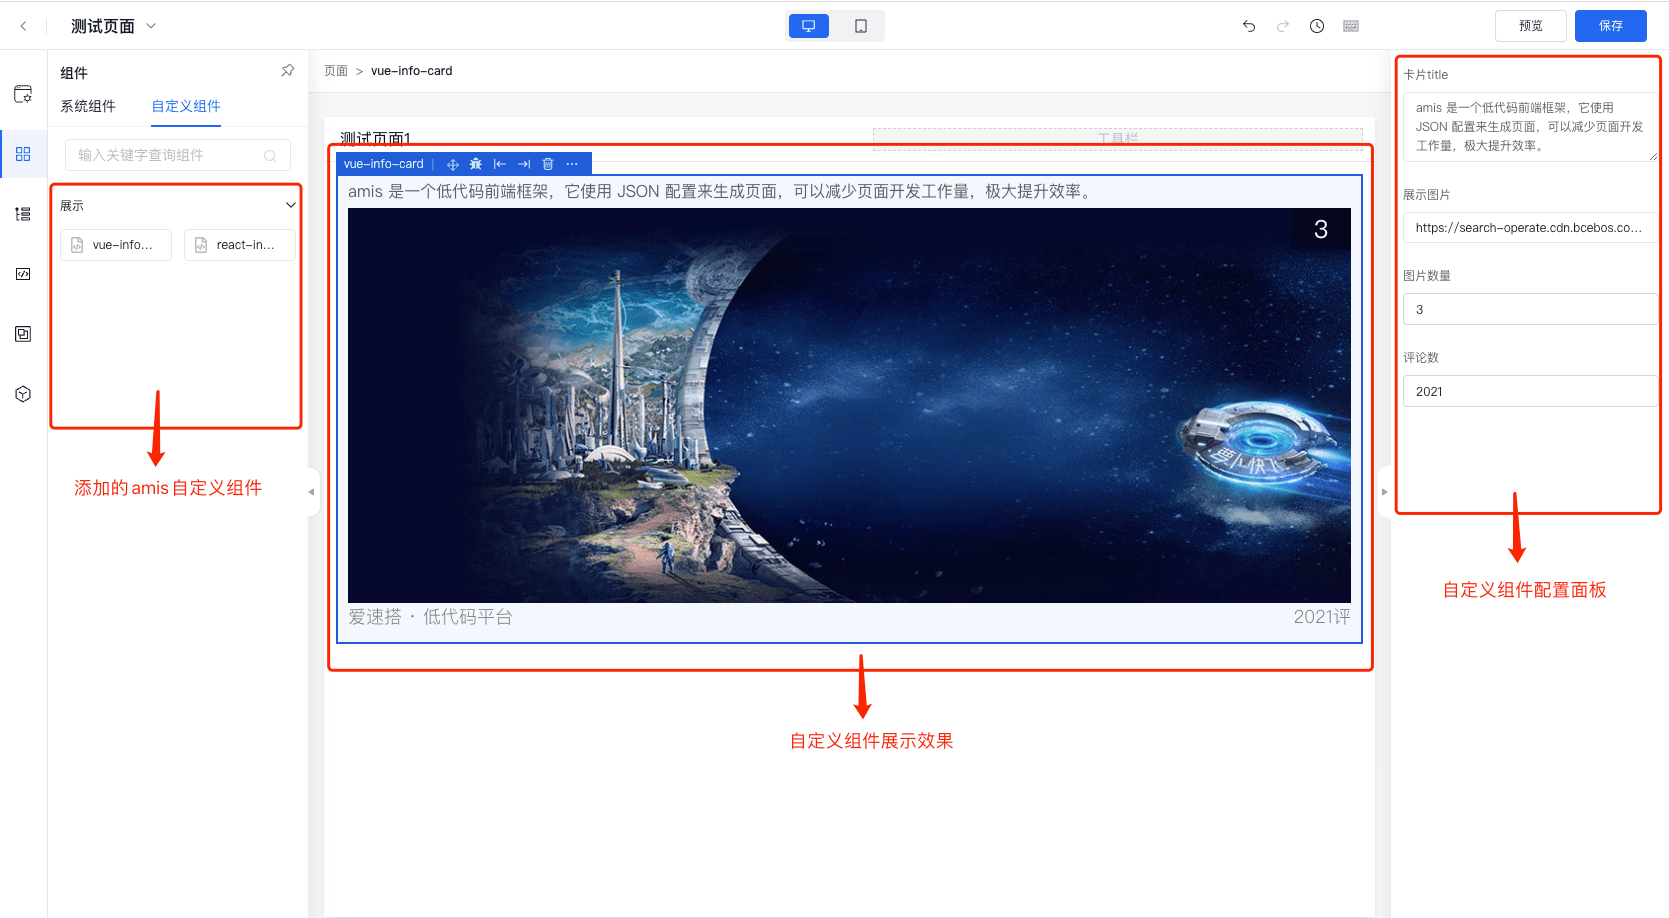 测试页面
预览
保存
组件
系统组件
自定义组件
输入关键字查询组件
展示
vue-info...
react-in...
添加的amis自定义组件
页面 > vue-info-card
测试页面1
工具栏
vue-info-card
amis 是一个低代码前端框架，它使用 JSON 配置来生成页面，可以减少页面开发工作量，极大提升效率。
3
爱速搭 · 低代码平台
2021评
自定义组件展示效果
卡片title
amis 是一个低代码前端框架，它使用
JSON 配置来生成页面，可以减少页面开发
工作量，极大提升效率。
展示图片
https://search-operate.cdn.bcebos.co...
图片数量
3
评论数
2021
自定义组件配置面板